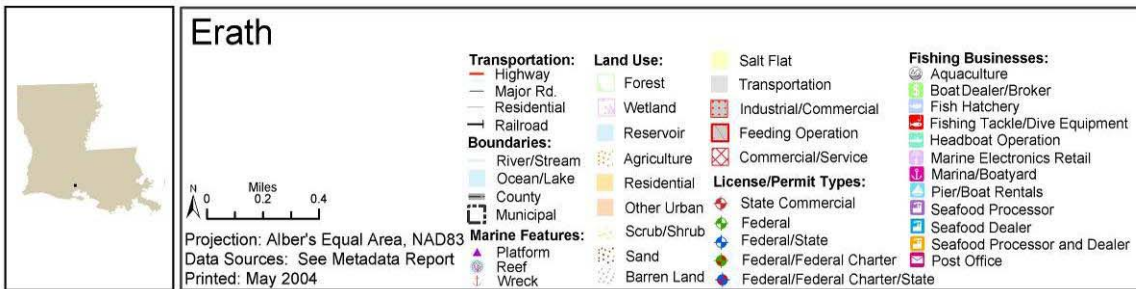 Erath
N
Miles
0 0.2 0.4
Projection: Alber's Equal Area, NAD83
Data Sources: See Metadata Report
Printed: May 2004
Transportation:
Highway
Major Rd.
Residential
Railroad
Boundaries:
River/Stream
Ocean/Lake
County
Municipal
Marine Features:
Platform
Reef
Wreck
Land Use:
Forest
Wetland
Reservoir
Agriculture
Residential
Other Urban
Scrub/Shrub
Sand
Barren Land
Salt Flat
Transportation
Industrial/Commercial
Feeding Operation
Commercial/Service
License/Permit Types:
State Commercial
Federal
Federal/State
Federal/Federal Charter
Federal/Federal Charter/State
Fishing Businesses:
Aquaculture
Boat Dealer/Broker
Fish Hatchery
Fishing Tackle/Dive Equipment
Headboat Operation
Marine Electronics Retail
Marina/Boatyard
Pier/Boat Rentals
Seafood Processor
Seafood Dealer
Seafood Processor and Dealer
Post Office